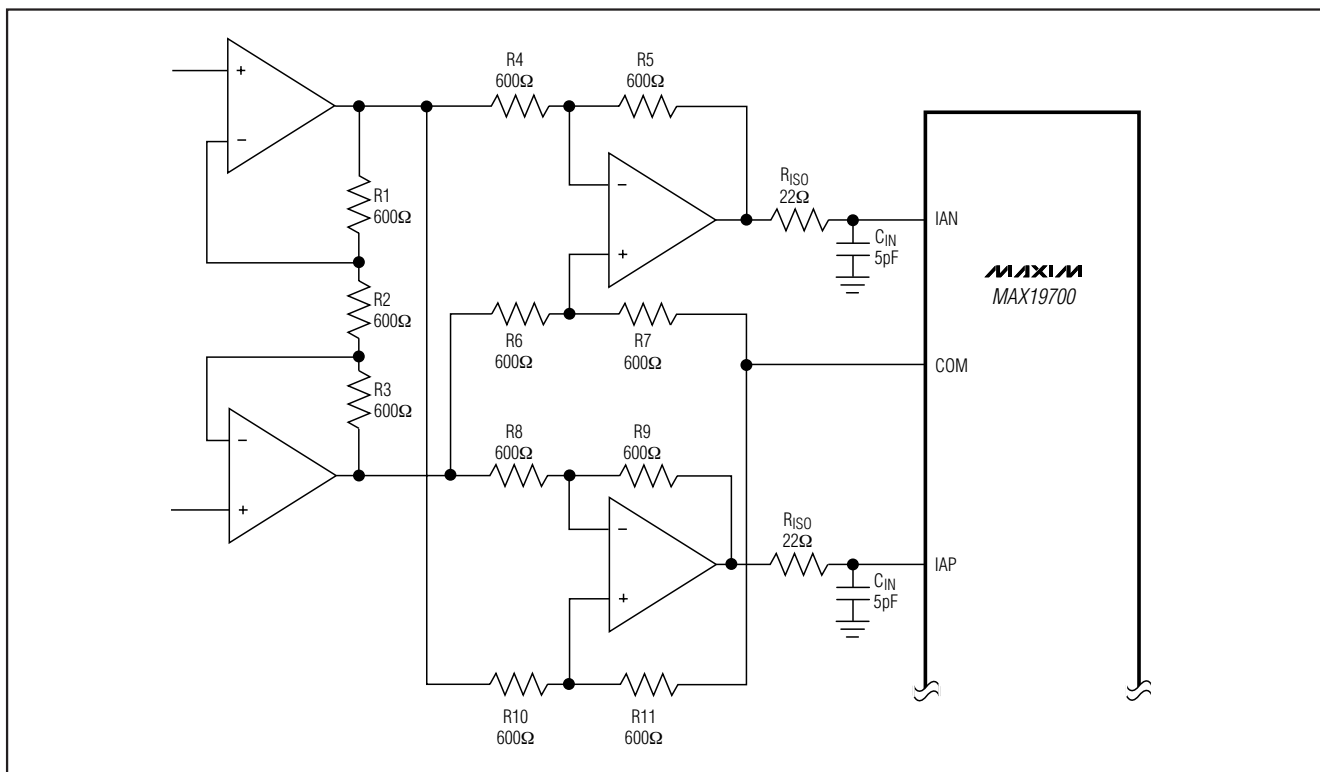 +
−
R1
600Ω
R2
600Ω
R3
600Ω
−
+
R4
600Ω
R5
600Ω
−
+
R6
600Ω
R7
600Ω
R8
600Ω
R9
600Ω
−
+
R10
600Ω
R11
600Ω
RISO
22Ω
CIN
5pF
RISO
22Ω
CIN
5pF
IAN
MAXIM
MAX19700
COM
IAP